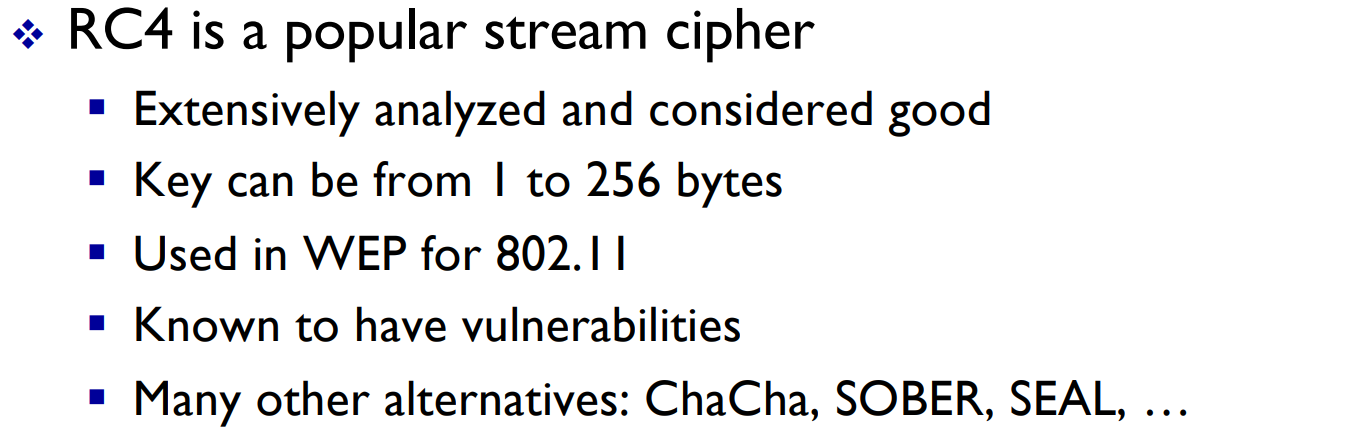 ❖ RC4 is a popular stream cipher
▪ Extensively analyzed and considered good
▪ Key can be from 1 to 256 bytes
▪ Used in WEP for 802.11
▪ Known to have vulnerabilities
▪ Many other alternatives: ChaCha, SOBER, SEAL, …